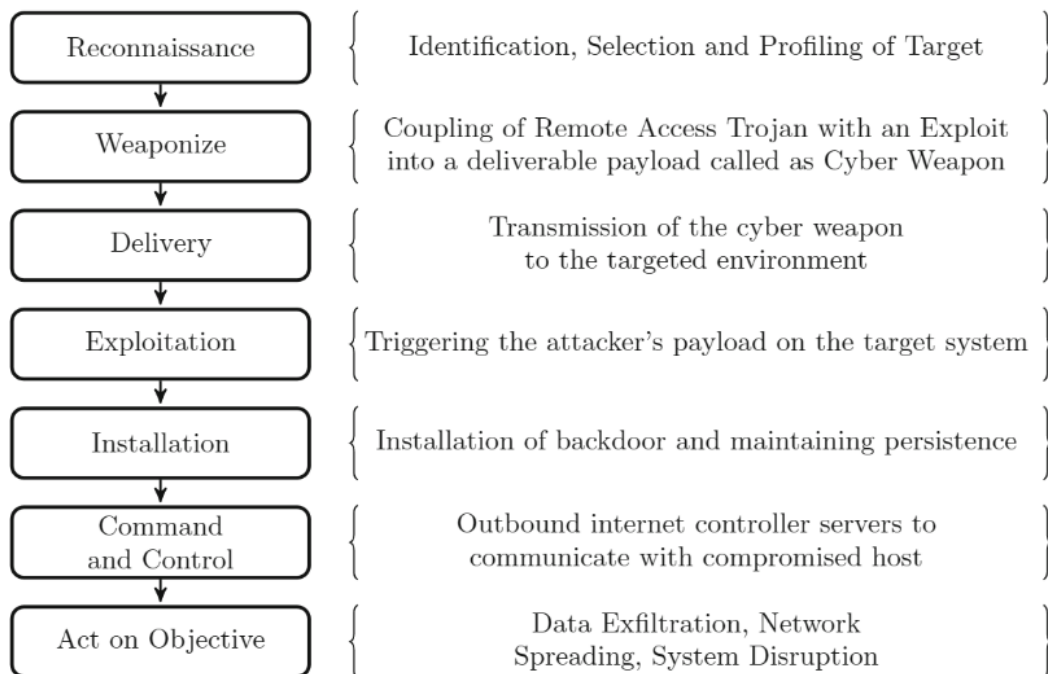 Reconnaissance
Identification, Selection and Profiling of Target
Weaponize
Coupling of Remote Access Trojan with an Exploit
into a deliverable payload called as Cyber Weapon
Delivery
Transmission of the cyber weapon
to the targeted environment
Exploitation
Triggering the attacker's payload on the target system
Installation
Installation of backdoor and maintaining persistence
Command
and Control
Outbound internet controller servers to
communicate with compromised host
Act on Objective
Data Exfiltration, Network
Spreading, System Disruption